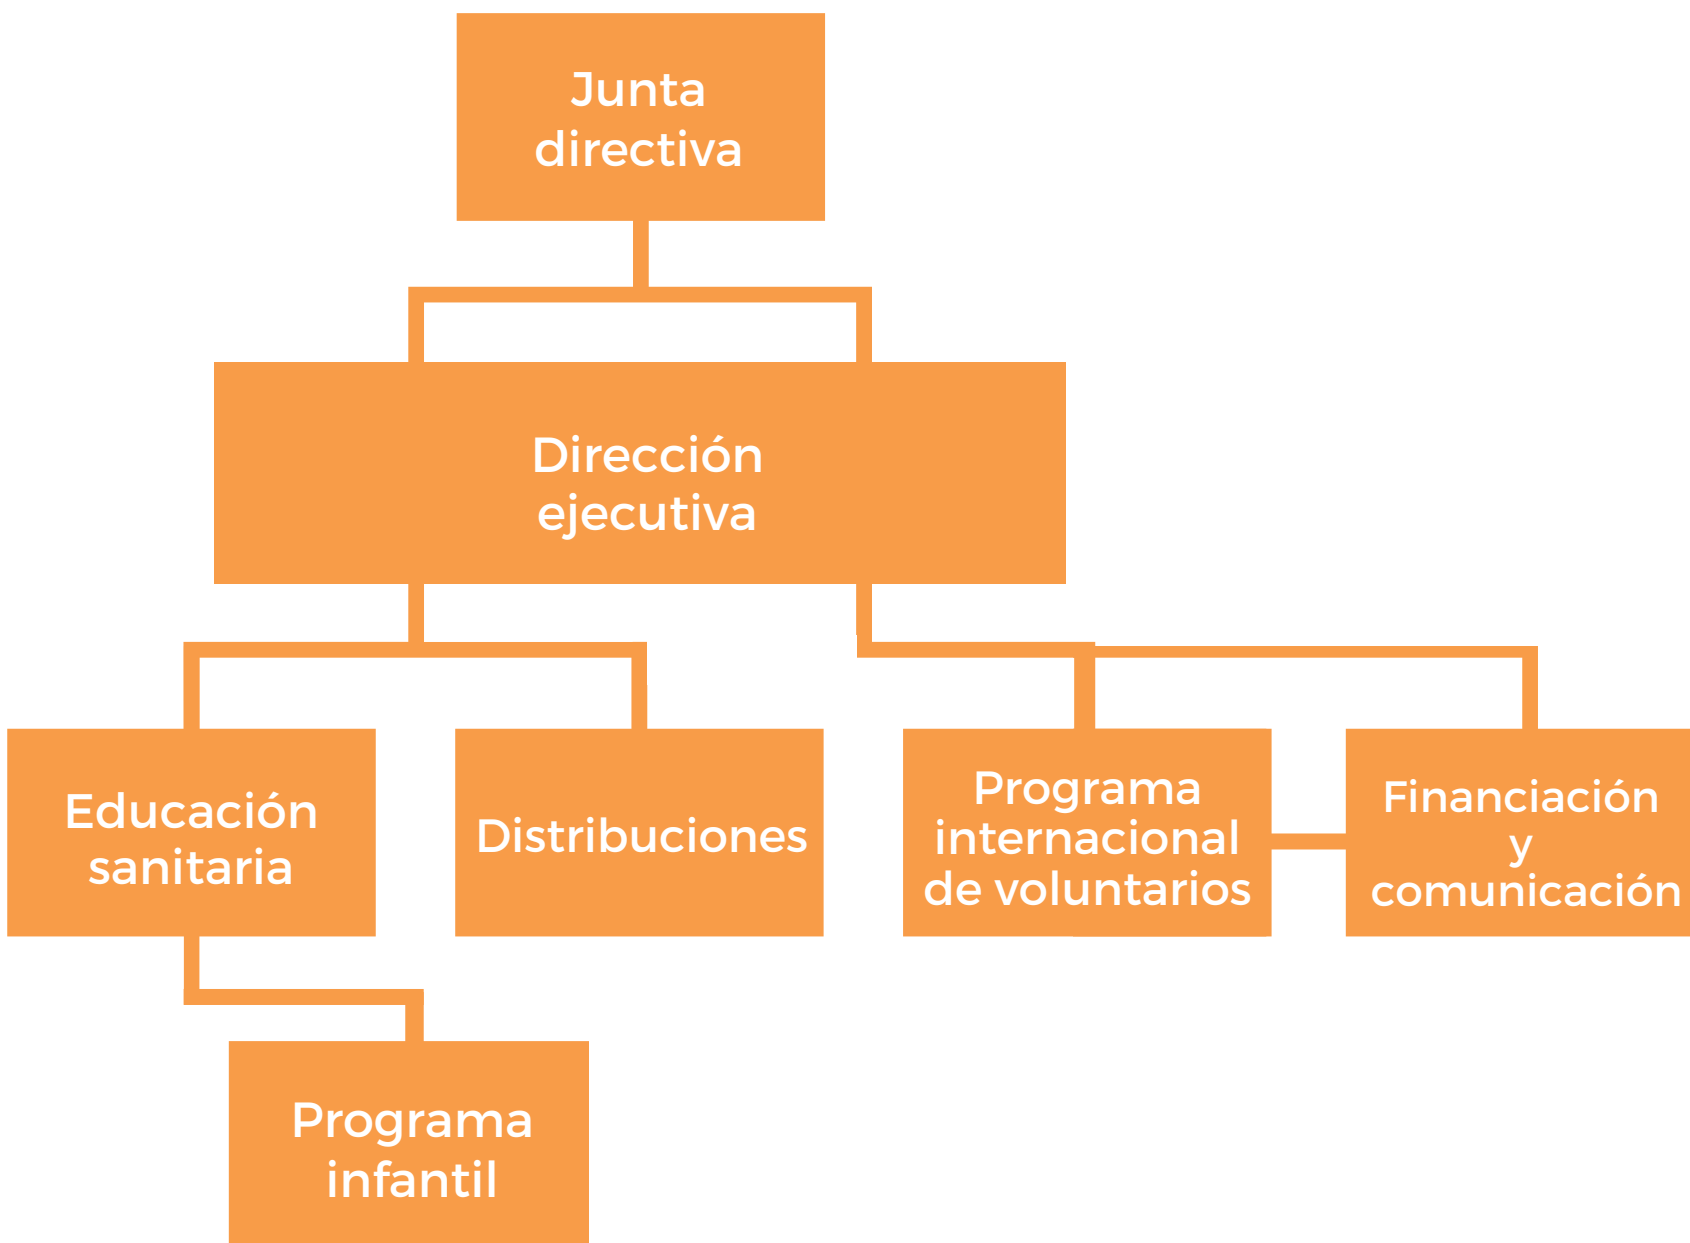 Junta
directiva
Dirección
ejecutiva
Educación
sanitaria
Distribuciones
Programa
internacional
de voluntarios
Financiación
y
comunicación
Programa
infantil